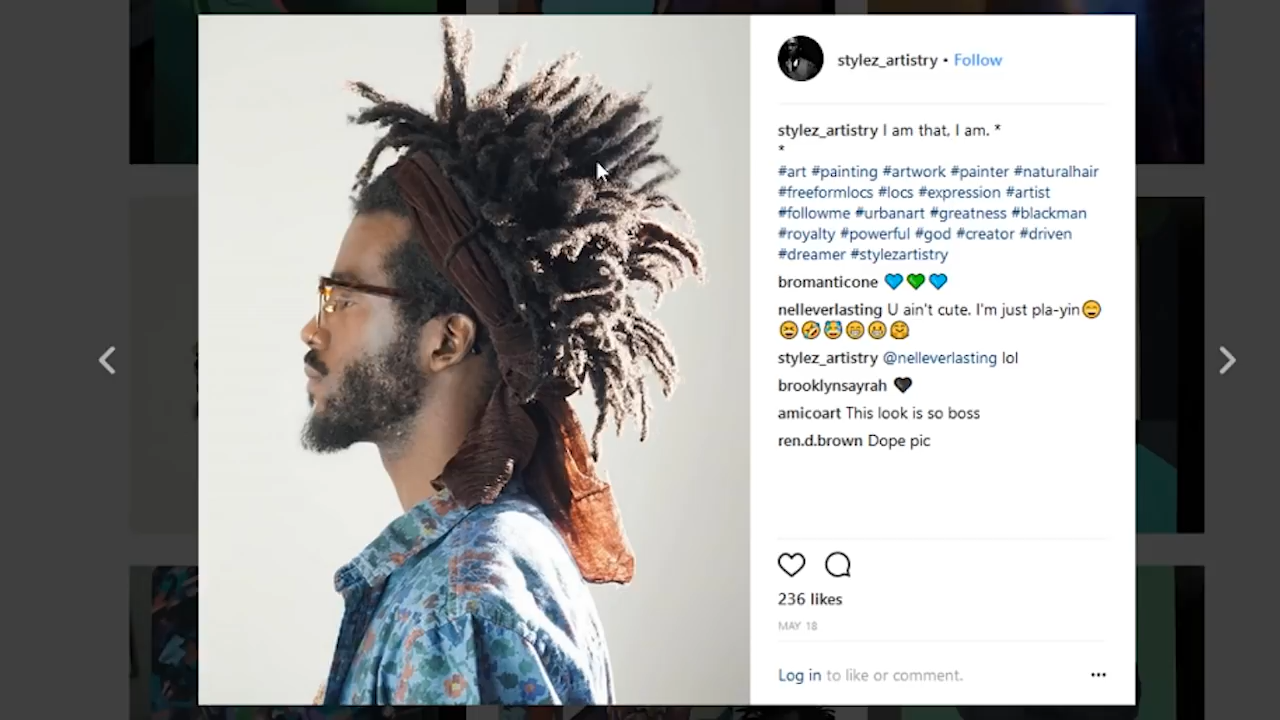 stylez_artistry • Follow
stylez_artistry I am that, I am. *
*
#art #painting #artwork #painter #naturalhair
#freeformlocs #locs #expression #artist
#followme #urbanart #greatness #blackman
#royalty #powerful #god #creator #driven
#dreamer #stylezartistry
bromanticone 💙💚💙
nelleverlasting U ain't cute. I'm just pla-yin😄
😆🤣😂😁😀🤗
stylez_artistry @nelleverlasting lol
brooklynsayrah 🖤
amicoart This look is so boss
ren.d.brown Dope pic
236 likes
MAY 18
Log in to like or comment.